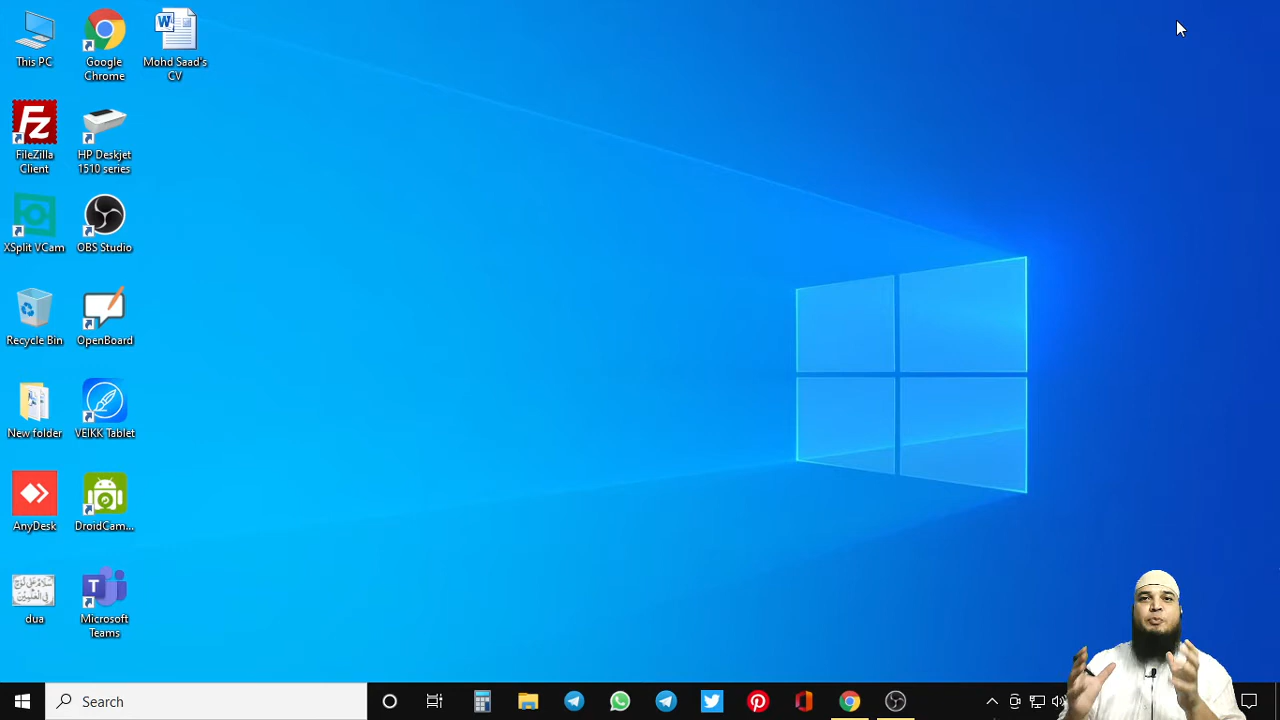 This PC
Google
Chrome
Mohd Saad's
CV
FileZilla
Client
HP Deskjet
1510 series
XSplit VCam
OBS Studio
Recycle Bin
OpenBoard
New folder
VEIKK Tablet
AnyDesk
DroidCam...
dua
Microsoft
Teams
Search